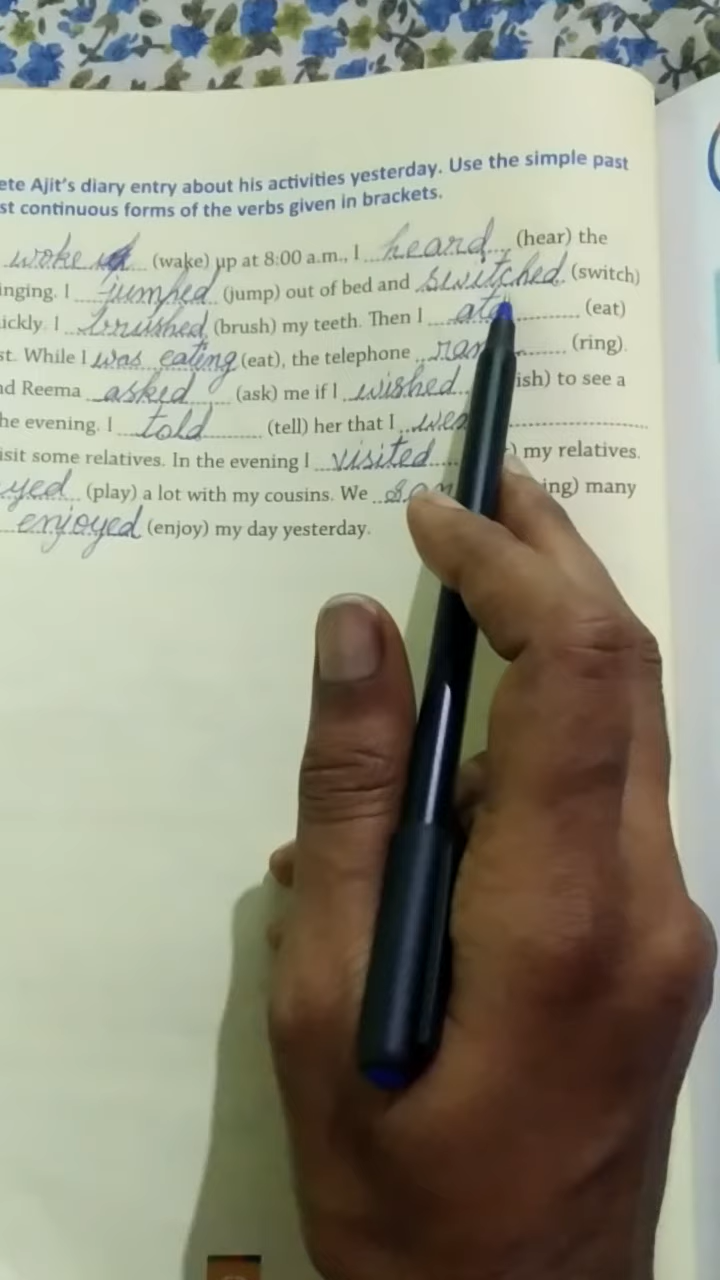 ete Ajit's diary entry about his activities yesterday. Use the simple past
st continuous forms of the verbs given in brackets.
woke (wake) up at 8:00 a.m., I heard (hear) the
inging. I jumped (jump) out of bed and switched (switch)
ickly. I brushed (brush) my teeth. Then I ate (eat)
st. While I was eating (eat), the telephone ran (ring).
nd Reema asked (ask) me if I wished ish) to see a
he evening. I told (tell) her that I wen
isit some relatives. In the evening I visited ) my relatives.
yed (play) a lot with my cousins. We san ing) many
enjoyed (enjoy) my day yesterday.